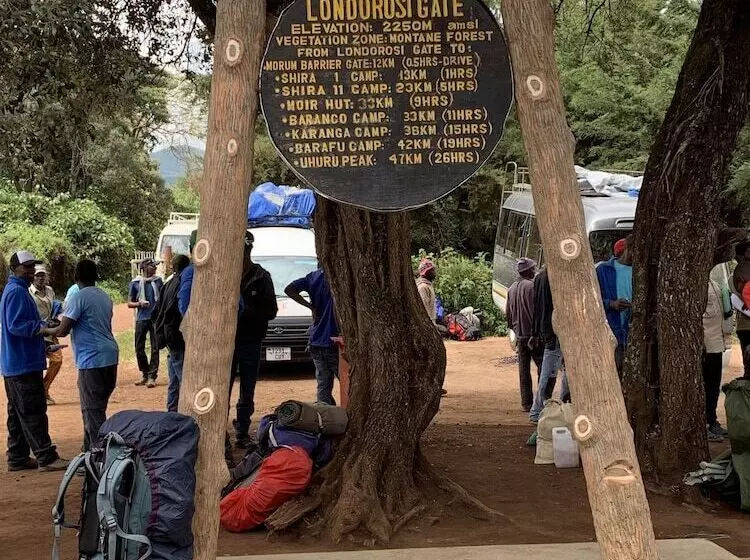 LONDOROSI GATE
ELEVATION: 2250M amsl
VEGETATION ZONE: MONTANE FOREST
FROM LONDOROSI GATE TO:
MORUM BARRIER GATE: 12KM (0.5HRS-DRIVE)
•SHIRA 1 CAMP: 13KM (1HRS)
•SHIRA 11 CAMP: 23KM (5HRS)
•MOIR HUT: 33KM (9HRS)
•BARANCO CAMP: 33KM (11HRS)
•KARANGA CAMP: 38KM (15HRS)
•BARAFU CAMP: 42KM (19HRS)
•UHURU PEAK: 47KM (26HRS)